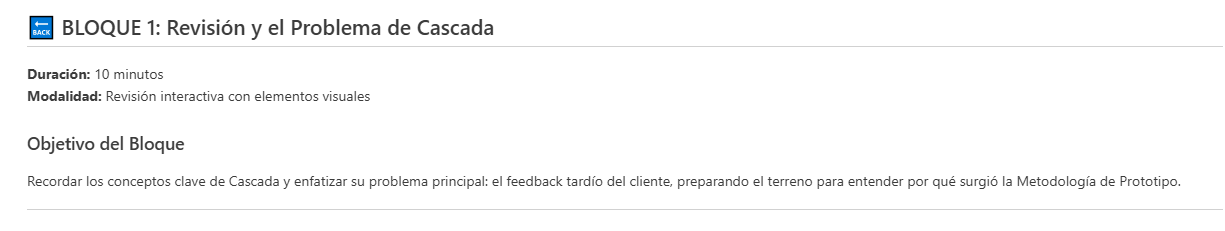 BACK BLOQUE 1: Revisión y el Problema de Cascada
Duración: 10 minutos
Modalidad: Revisión interactiva con elementos visuales
Objetivo del Bloque
Recordar los conceptos clave de Cascada y enfatizar su problema principal: el feedback tardío del cliente, preparando el terreno para entender por qué surgió la Metodología de Prototipo.